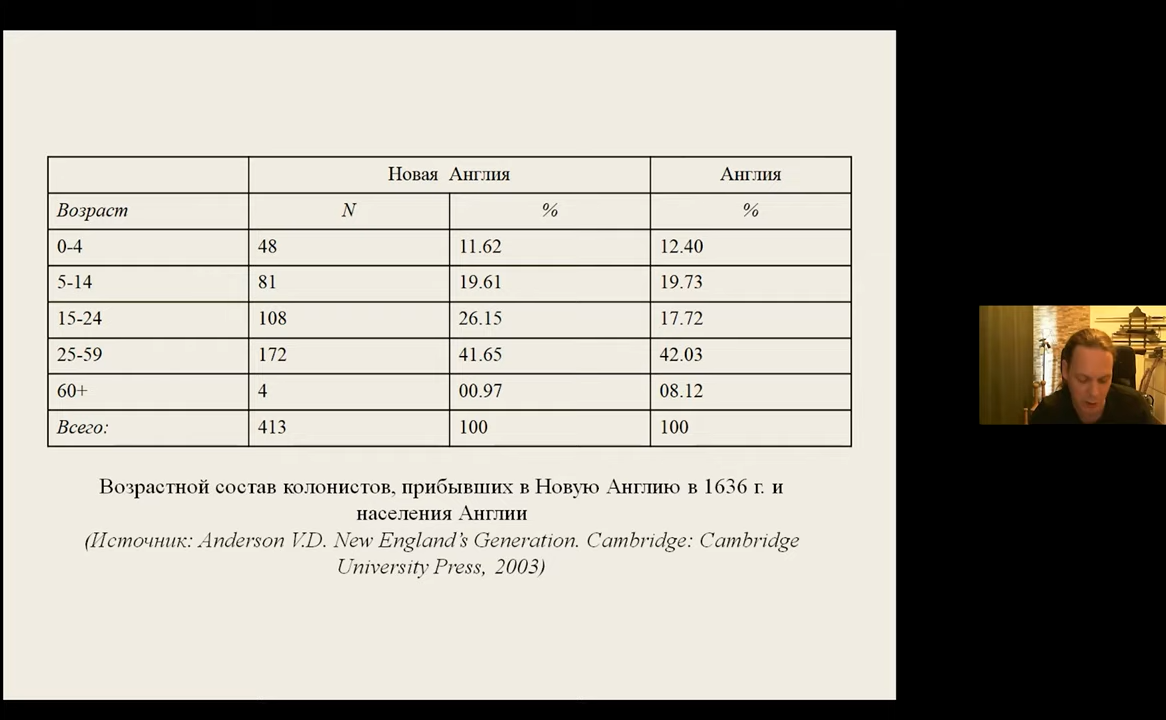 Новая Англия Англия
Возраст N % %
0-4 48 11.62 12.40
5-14 81 19.61 19.73
15-24 108 26.15 17.72
25-59 172 41.65 42.03
60+ 4 00.97 08.12
Всего: 413 100 100
Возрастной состав колонистов, прибывших в Новую Англию в 1636 г. и
населения Англии
(Источник: Anderson V.D. New England’s Generation. Cambridge: Cambridge
University Press, 2003)